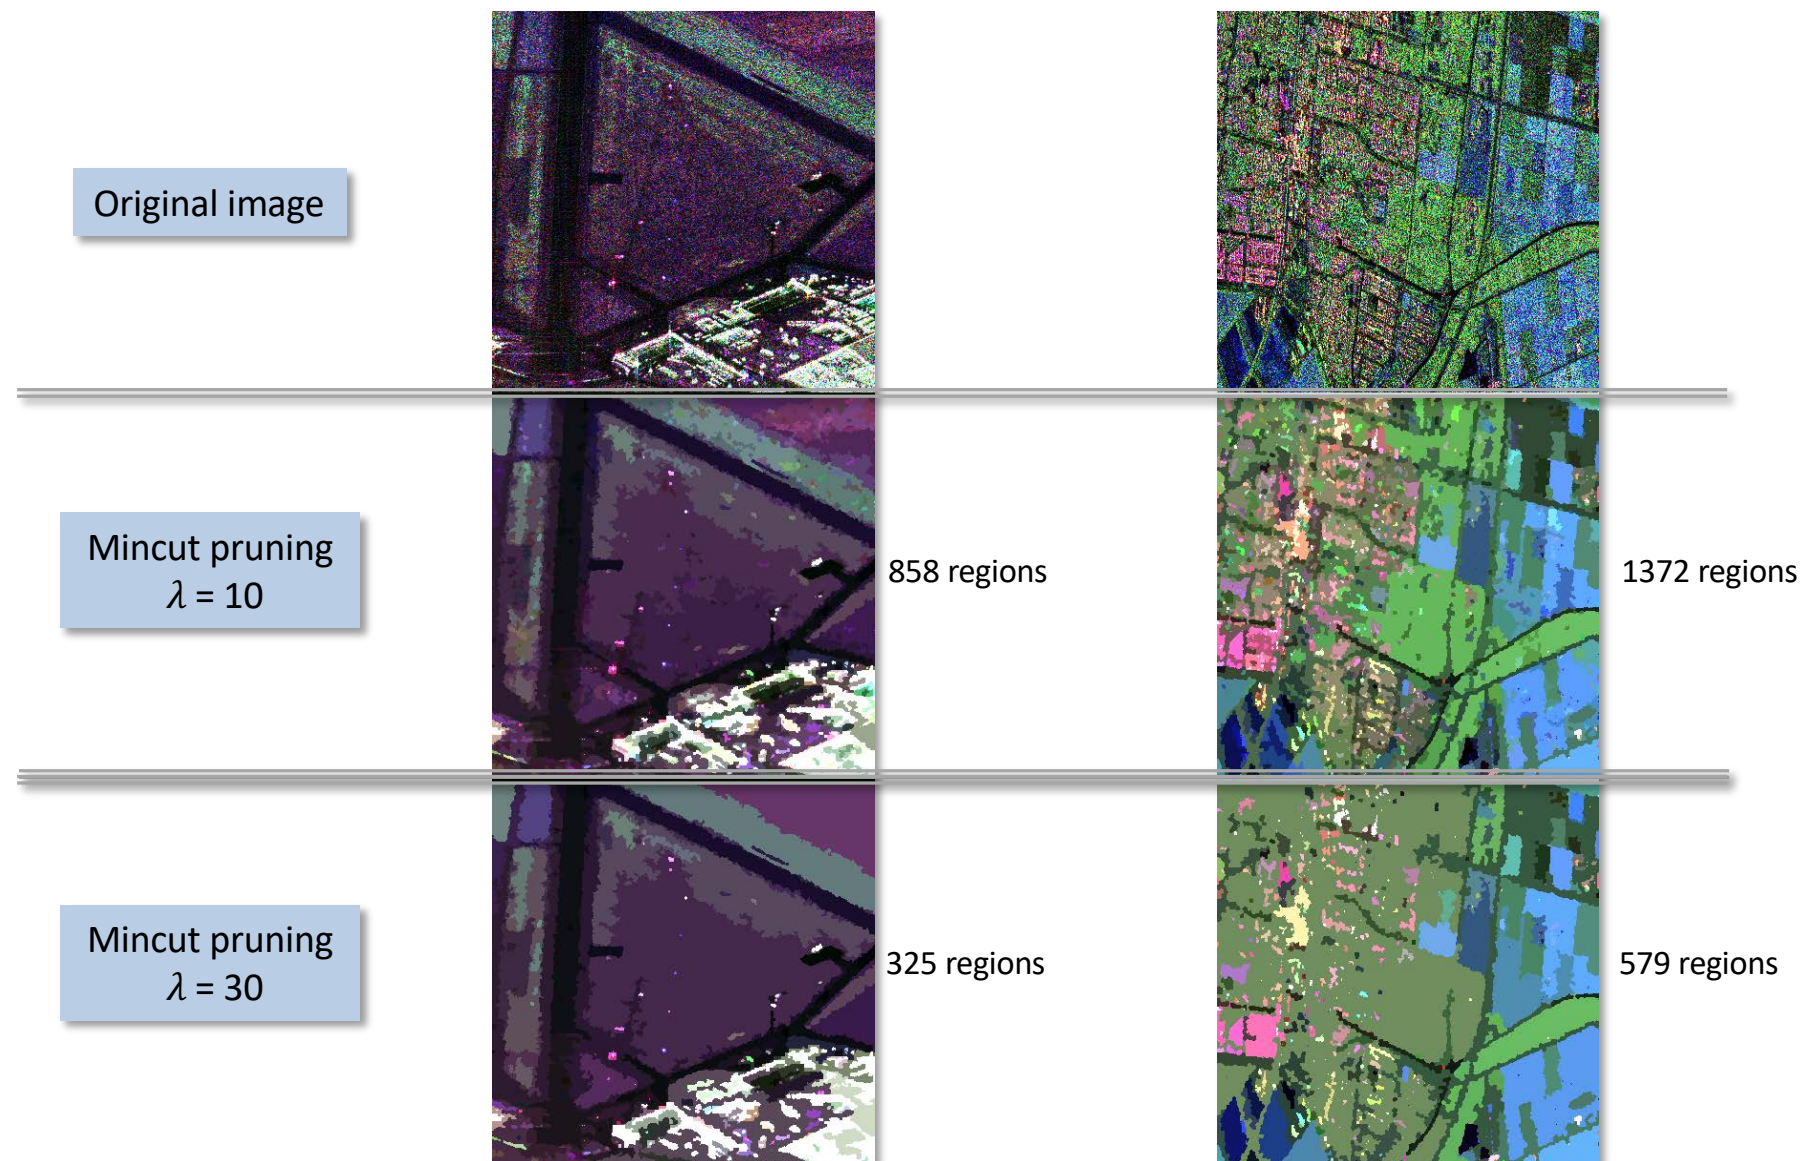 Original image
Mincut pruning
λ = 10
858 regions
1372 regions
Mincut pruning
λ = 30
325 regions
579 regions